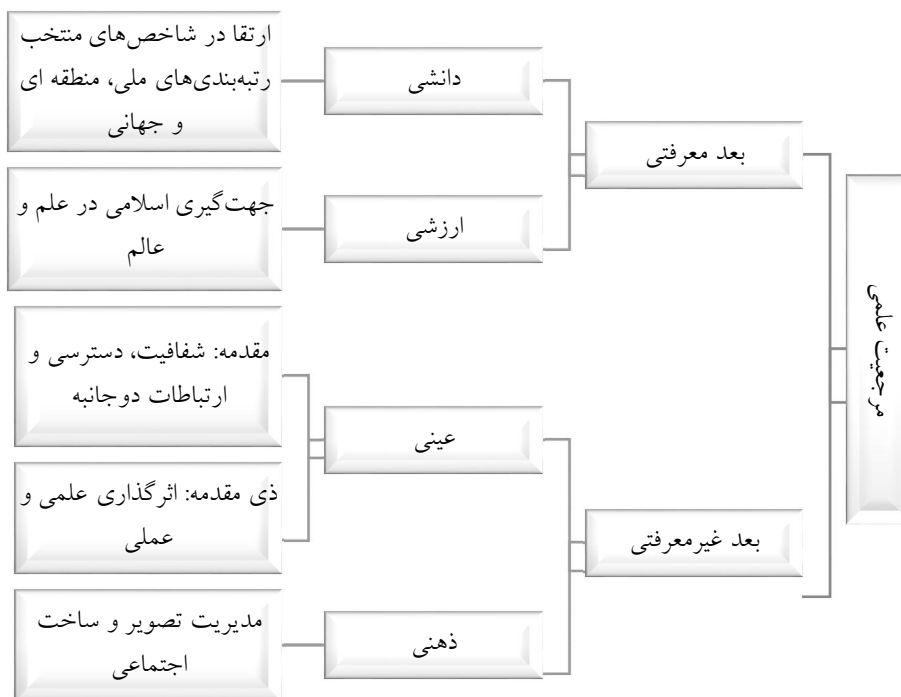 مرجعیت علمی
بعد معرفتی
دانشی
ارتقا در شاخص‌های منتخب
رتبه‌بندی‌های ملی، منطقه ای
و جهانی
ارزشی
جهت‌گیری اسلامی در علم و
عالم
بعد غیرمعرفتی
عینی
مقدمه: شفافیت، دسترسی و
ارتباطات دوجانبه
ذی مقدمه: اثرگذاری علمی و
عملی
ذهنی
مدیریت تصویر و ساخت
اجتماعی